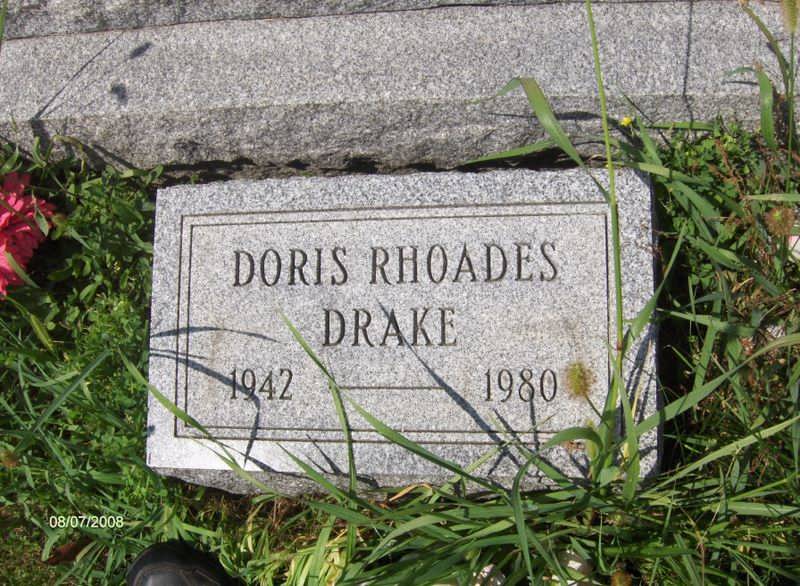 DORIS RHOADES
DRAKE
1942 — 1980
08/07/2008